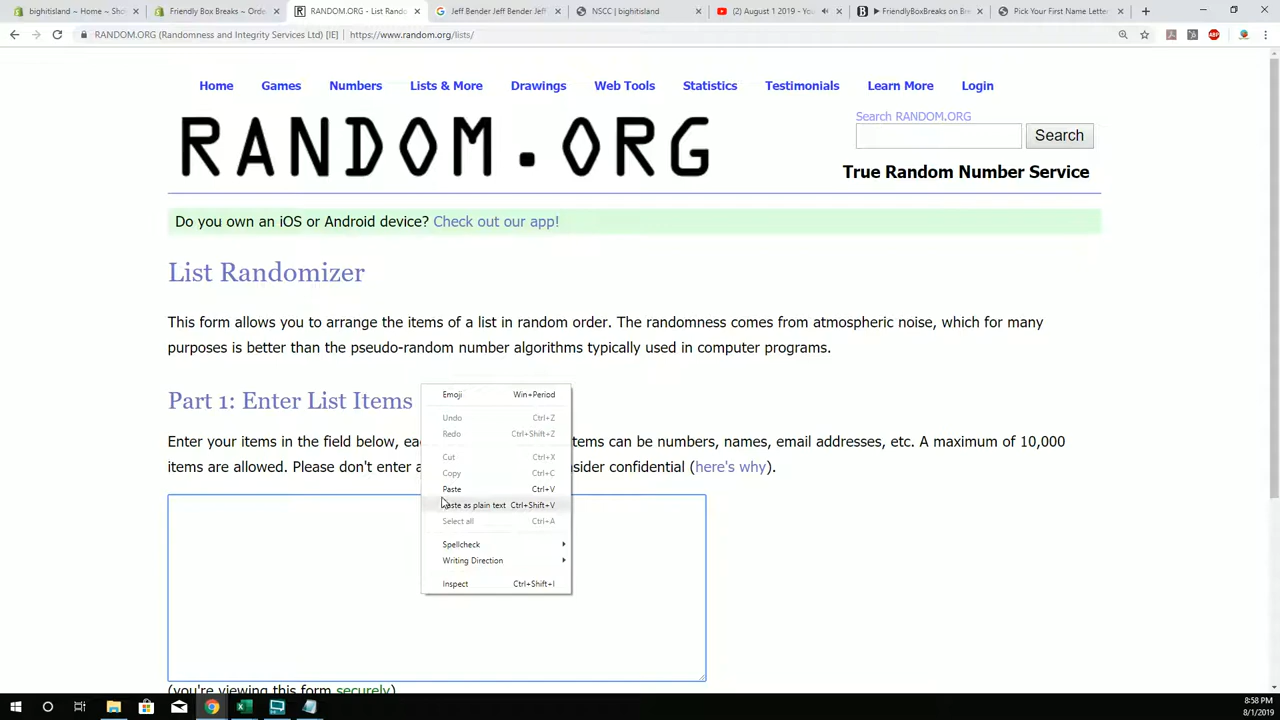 bighitisland ~ Home ~ Sho
Friendly Box Breaks ~ Orde
RANDOM.ORG - List Rando
Jeff Bender Jeff Bender Jeff
NSCC | bighitisland
(2) August 1 2019 - You
FriendlyBoxBreaks on Br
Pick Your First Name Letter
RANDOM.ORG (Randomness and Integrity Services Ltd) [IE] | https://www.random.org/lists/
Home Games Numbers Lists & More Drawings Web Tools Statistics Testimonials Learn More Login
RANDOM.ORG
Search RANDOM.ORG
Search
True Random Number Service
Do you own an iOS or Android device? Check out our app!
List Randomizer
This form allows you to arrange the items of a list in random order. The randomness comes from atmospheric noise, which for many
purposes is better than the pseudo-random number algorithms typically used in computer programs.
Part 1: Enter List Items
Enter your items in the field below, ea tems can be numbers, names, email addresses, etc. A maximum of 10,000
items are allowed. Please don't enter a sider confidential (here's why).
Emoji Win+Period
Undo Ctrl+Z
Redo Ctrl+Shift+Z
Cut Ctrl+X
Copy Ctrl+C
Paste Ctrl+V
aste as plain text Ctrl+Shift+V
Select all Ctrl+A
Spellcheck
Writing Direction
Inspect Ctrl+Shift+I
(you're viewing this form securely)
8:58 PM
8/1/2019